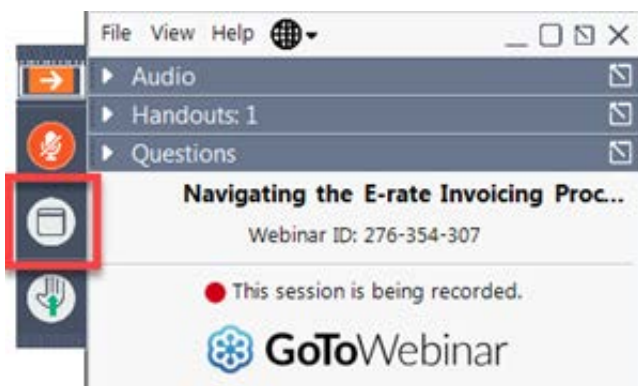 File View Help
Audio
Handouts: 1
Questions
Navigating the E-rate Invoicing Proc...
Webinar ID: 276-354-307
This session is being recorded.
GoToWebinar